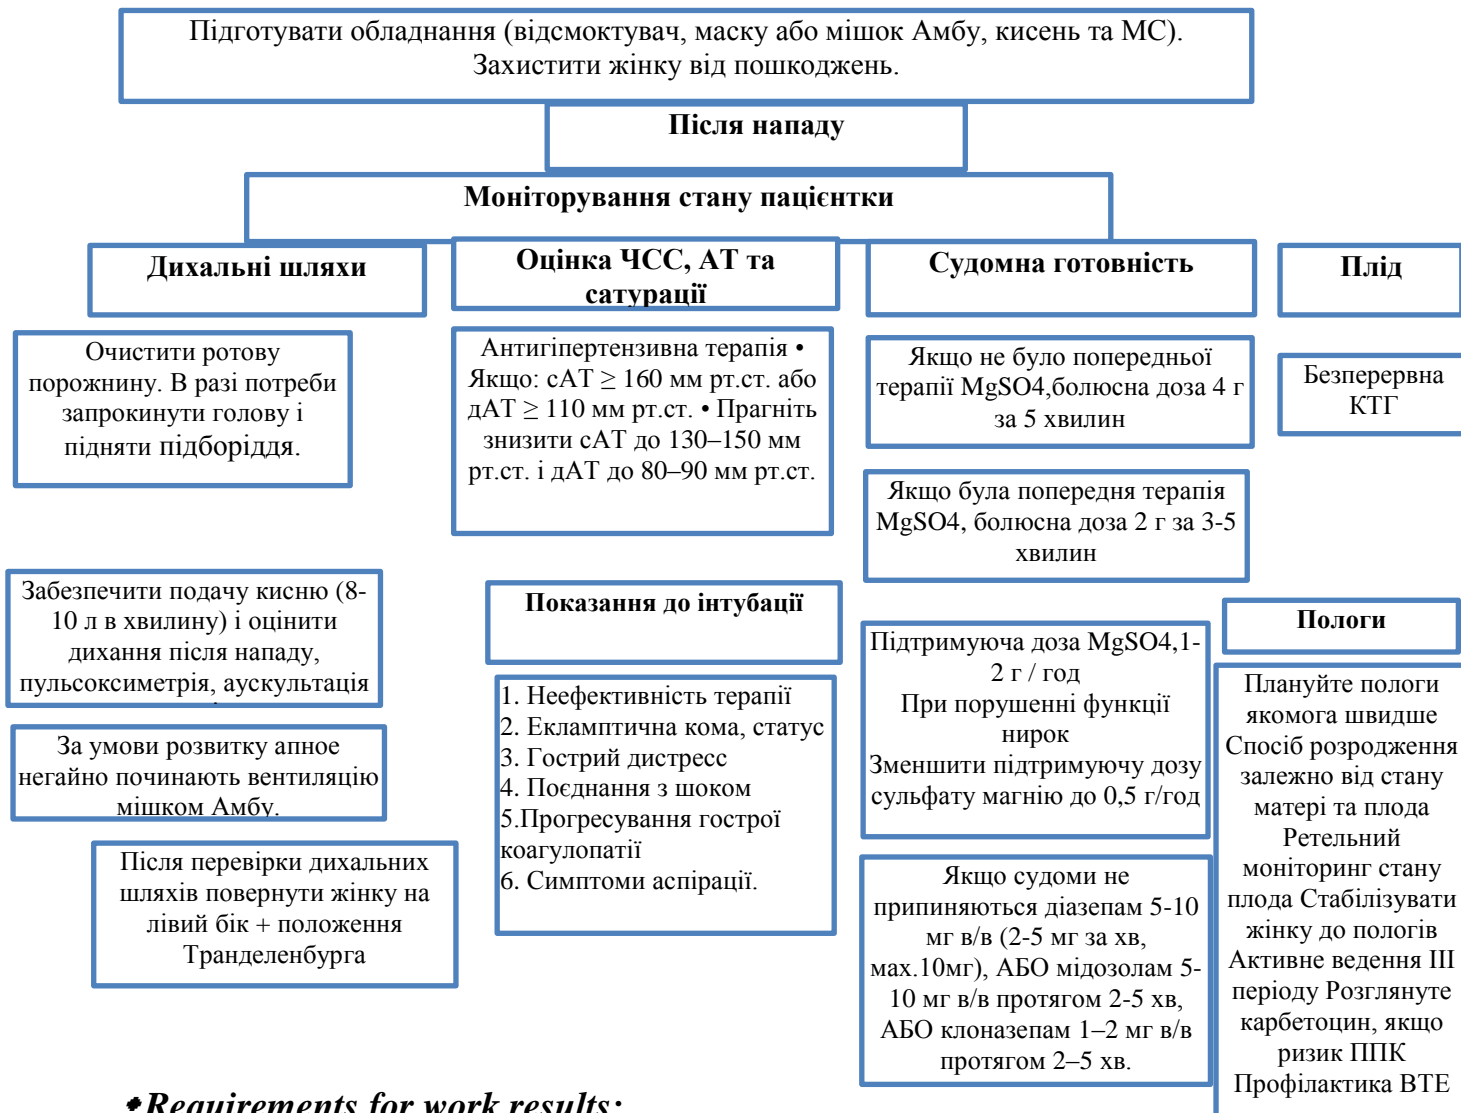 Підготувати обладнання (відсмоктувач, маску або мішок Амбу, кисень та МС).
Захистити жінку від пошкоджень.
Після нападу
Моніторування стану пацієнтки
Дихальні шляхи
Очистити ротову
порожнину. В разі потреби
запрокинути голову і
підняти підборіддя.
Забезпечити подачу кисню (8-
10 л в хвилину) і оцінити
дихання після нападу,
пульсоксиметрія, аускультація
За умови розвитку апное
негайно починають вентиляцію
мішком Амбу.
Після перевірки дихальних
шляхів повернути жінку на
лівий бік + положення
Транделенбурга
Оцінка ЧСС, АТ та
сатурації
Антигіпертензивна терапія •
Якщо: сАТ ≥ 160 мм рт.ст. або
дАТ ≥ 110 мм рт.ст. • Прагніть
знизити сАТ до 130–150 мм
рт.ст. і дАТ до 80–90 мм рт.ст.
Показання до інтубації
1. Неефективність терапії
2. Екламптична кома, статус
3. Гострий дистресс
4. Поєднання з шоком
5.Прогресування гострої
коагулопатії
6. Симптоми аспірації.
Судомна готовність
Якщо не було попередньої
терапії MgSO4,болюсна доза 4 г
за 5 хвилин
Якщо була попередня терапія
MgSO4, болюсна доза 2 г за 3-5
хвилин
Підтримуюча доза MgSO4,1-
2 г / год
При порушенні функції
нирок
Зменшити підтримуючу дозу
сульфату магнію до 0,5 г/год
Якщо судоми не
припиняються діазепам 5-10
мг в/в (2-5 мг за хв,
мах.10мг), АБО мідозолам 5-
10 мг в/в протягом 2-5 хв,
АБО клоназепам 1–2 мг в/в
протягом 2–5 хв.
Плід
Безперервна
КТГ
Пологи
Плануйте пологи
якомога швидше
Спосіб розродження
залежно від стану
матері та плода
Ретельний
моніторинг стану
плода Стабілізувати
жінку до пологів
Активне ведення III
періоду Розгляньте
карбетоцин, якщо
ризик ППК
Профілактика ВТЕ
Requirements for work results: